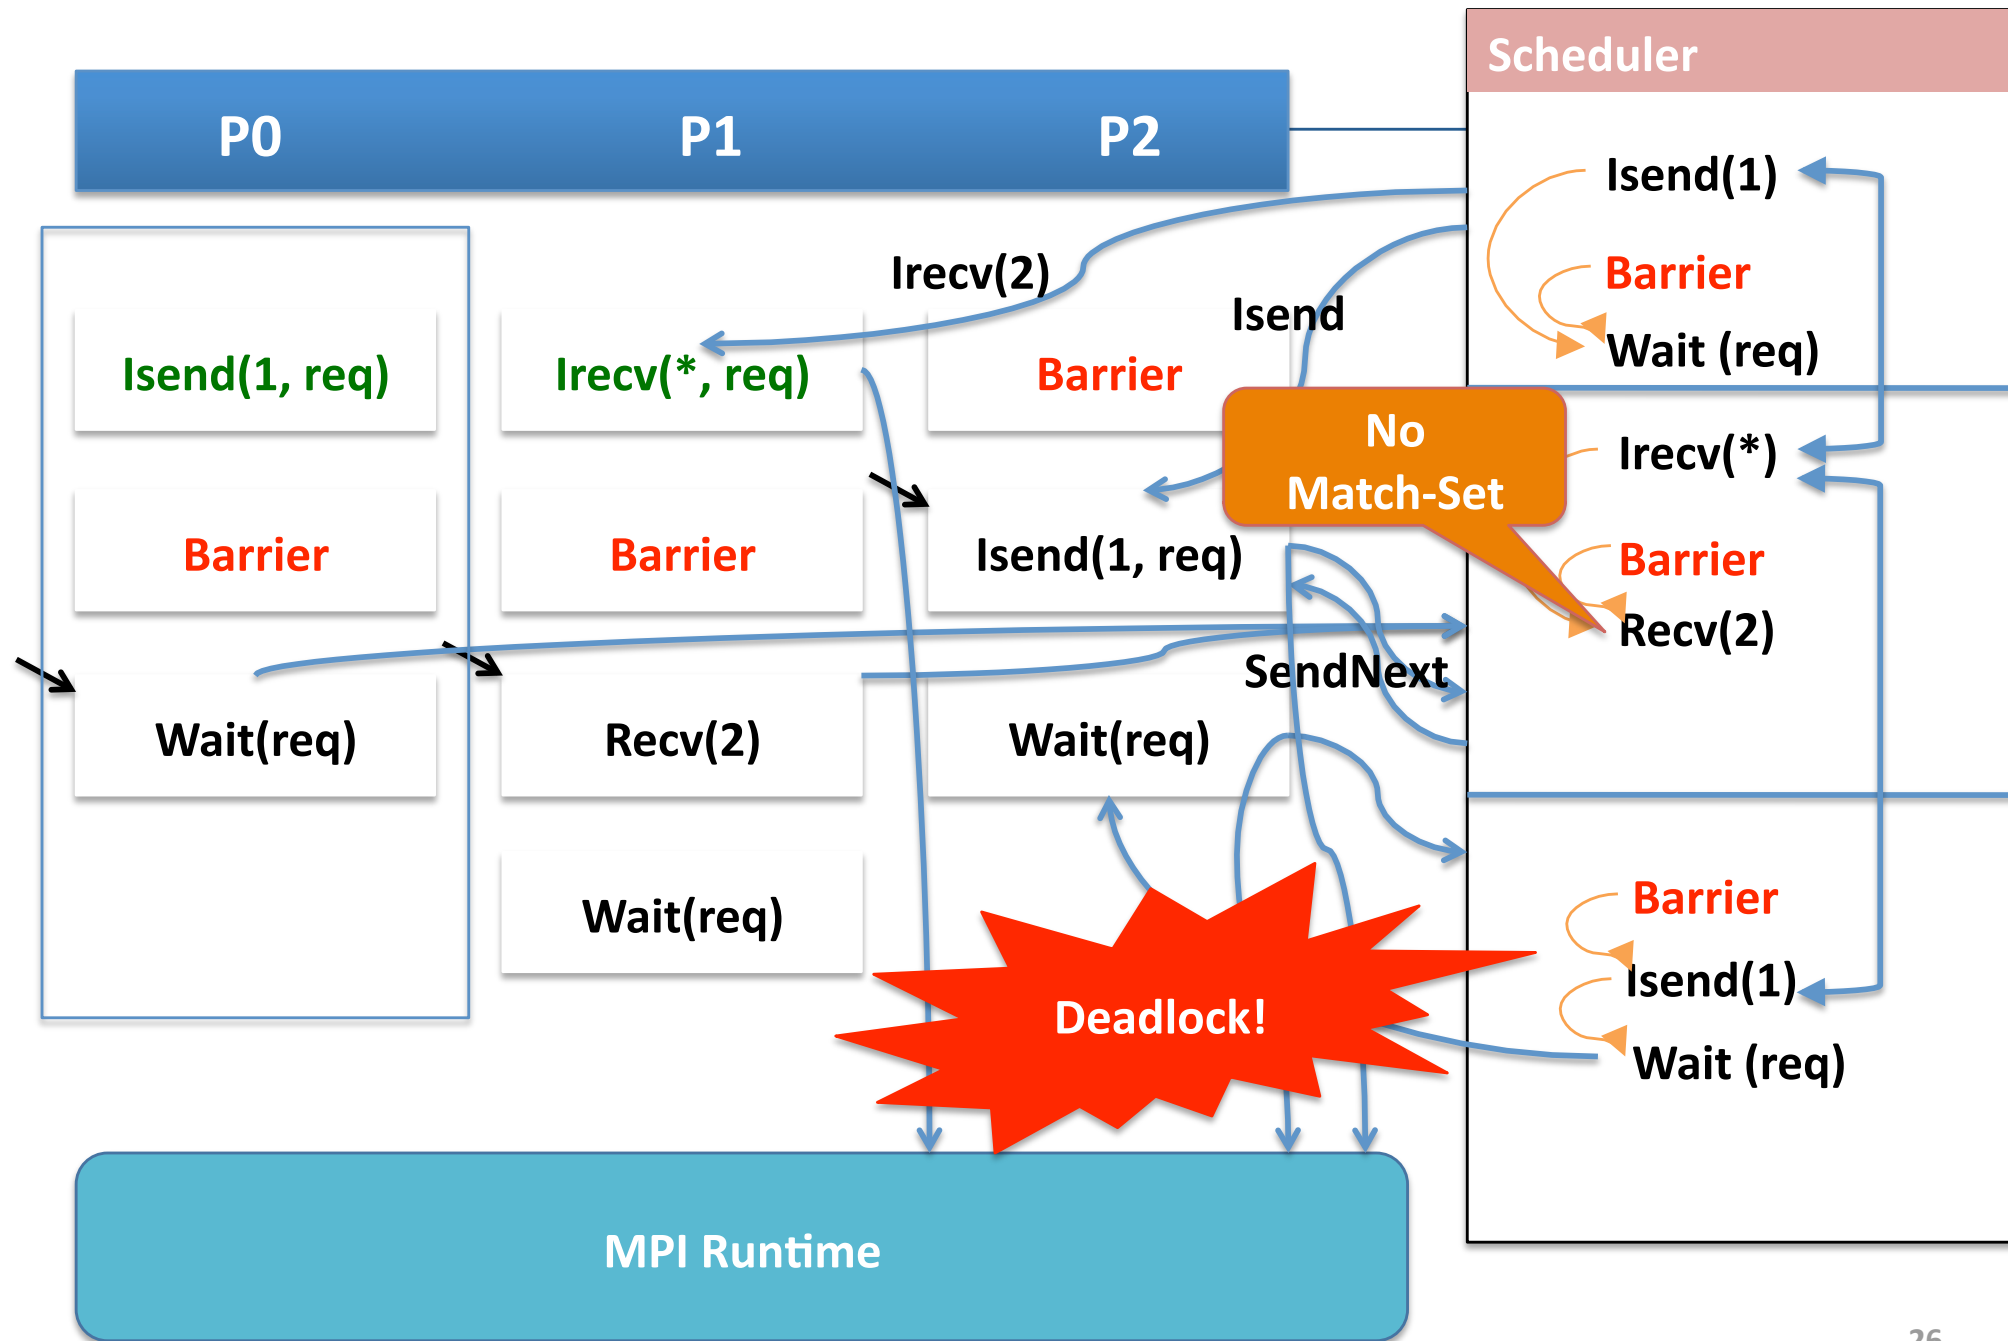 Scheduler
P0
P1
P2
Isend(1)
Irecv(2)
Barrier
Isend
Wait (req)
Isend(1, req)
Irecv(*, req)
Barrier
No
Match-Set
Irecv(*)
Barrier
Barrier
Isend(1, req)
Barrier
Recv(2)
SendNext
Wait(req)
Recv(2)
Wait(req)
Wait(req)
Barrier
Isend(1)
Deadlock!
Wait (req)
MPI Runtime
26